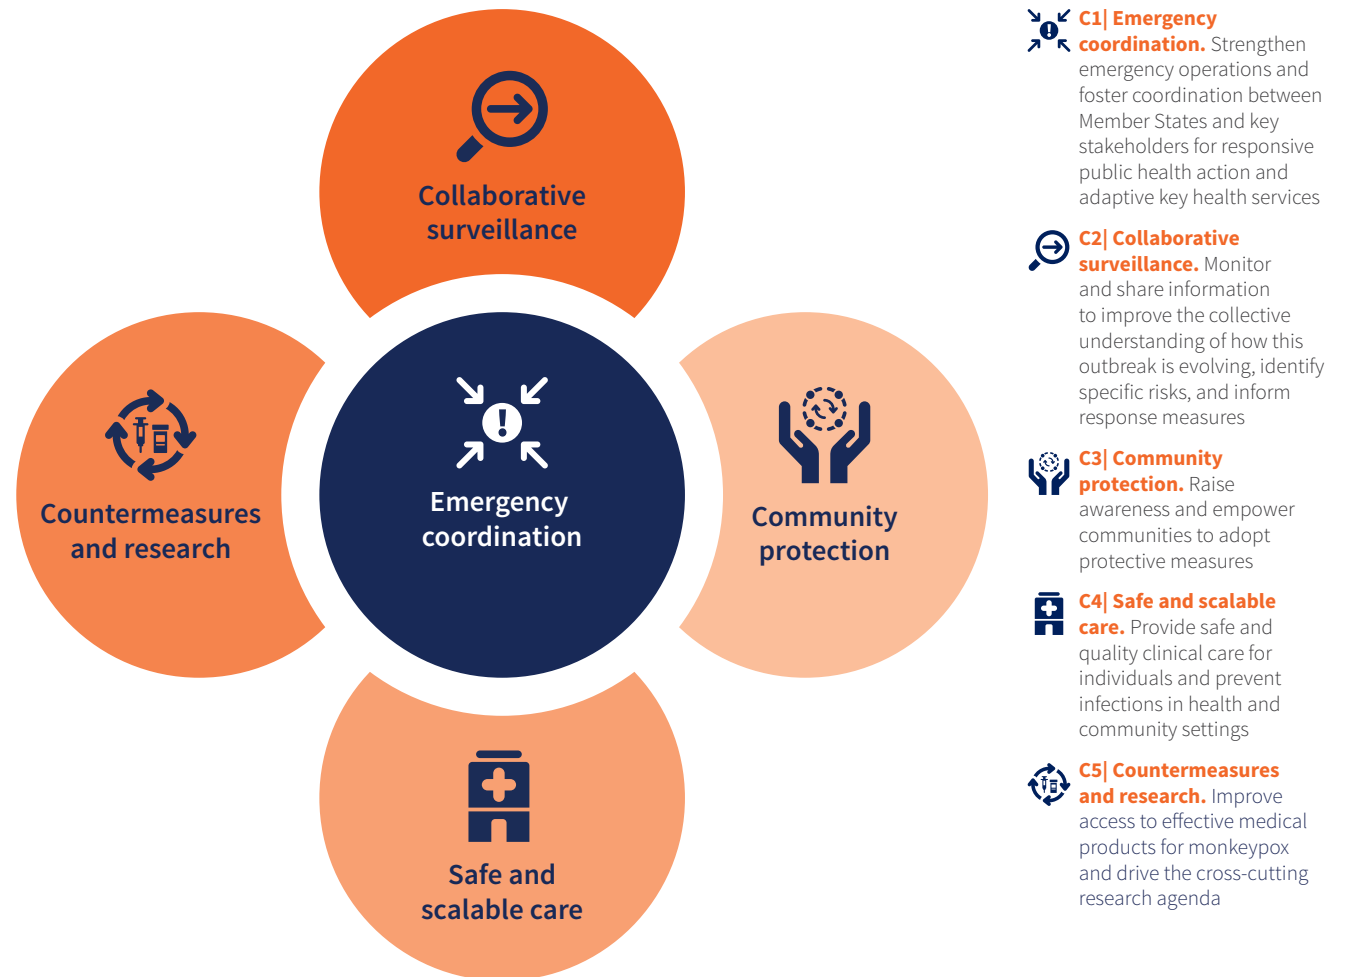 Collaborative
surveillance
Countermeasures
and research
Emergency
coordination
Community
protection
Safe and
scalable care
C1| Emergency
coordination. Strengthen
emergency operations and
foster coordination between
Member States and key
stakeholders for responsive
public health action and
adaptive key health services
C2| Collaborative
surveillance. Monitor
and share information
to improve the collective
understanding of how this
outbreak is evolving, identify
specific risks, and inform
response measures
C3| Community
protection. Raise
awareness and empower
communities to adopt
protective measures
C4| Safe and scalable
care. Provide safe and
quality clinical care for
individuals and prevent
infections in health and
community settings
C5| Countermeasures
and research. Improve
access to effective medical
products for monkeypox
and drive the cross-cutting
research agenda